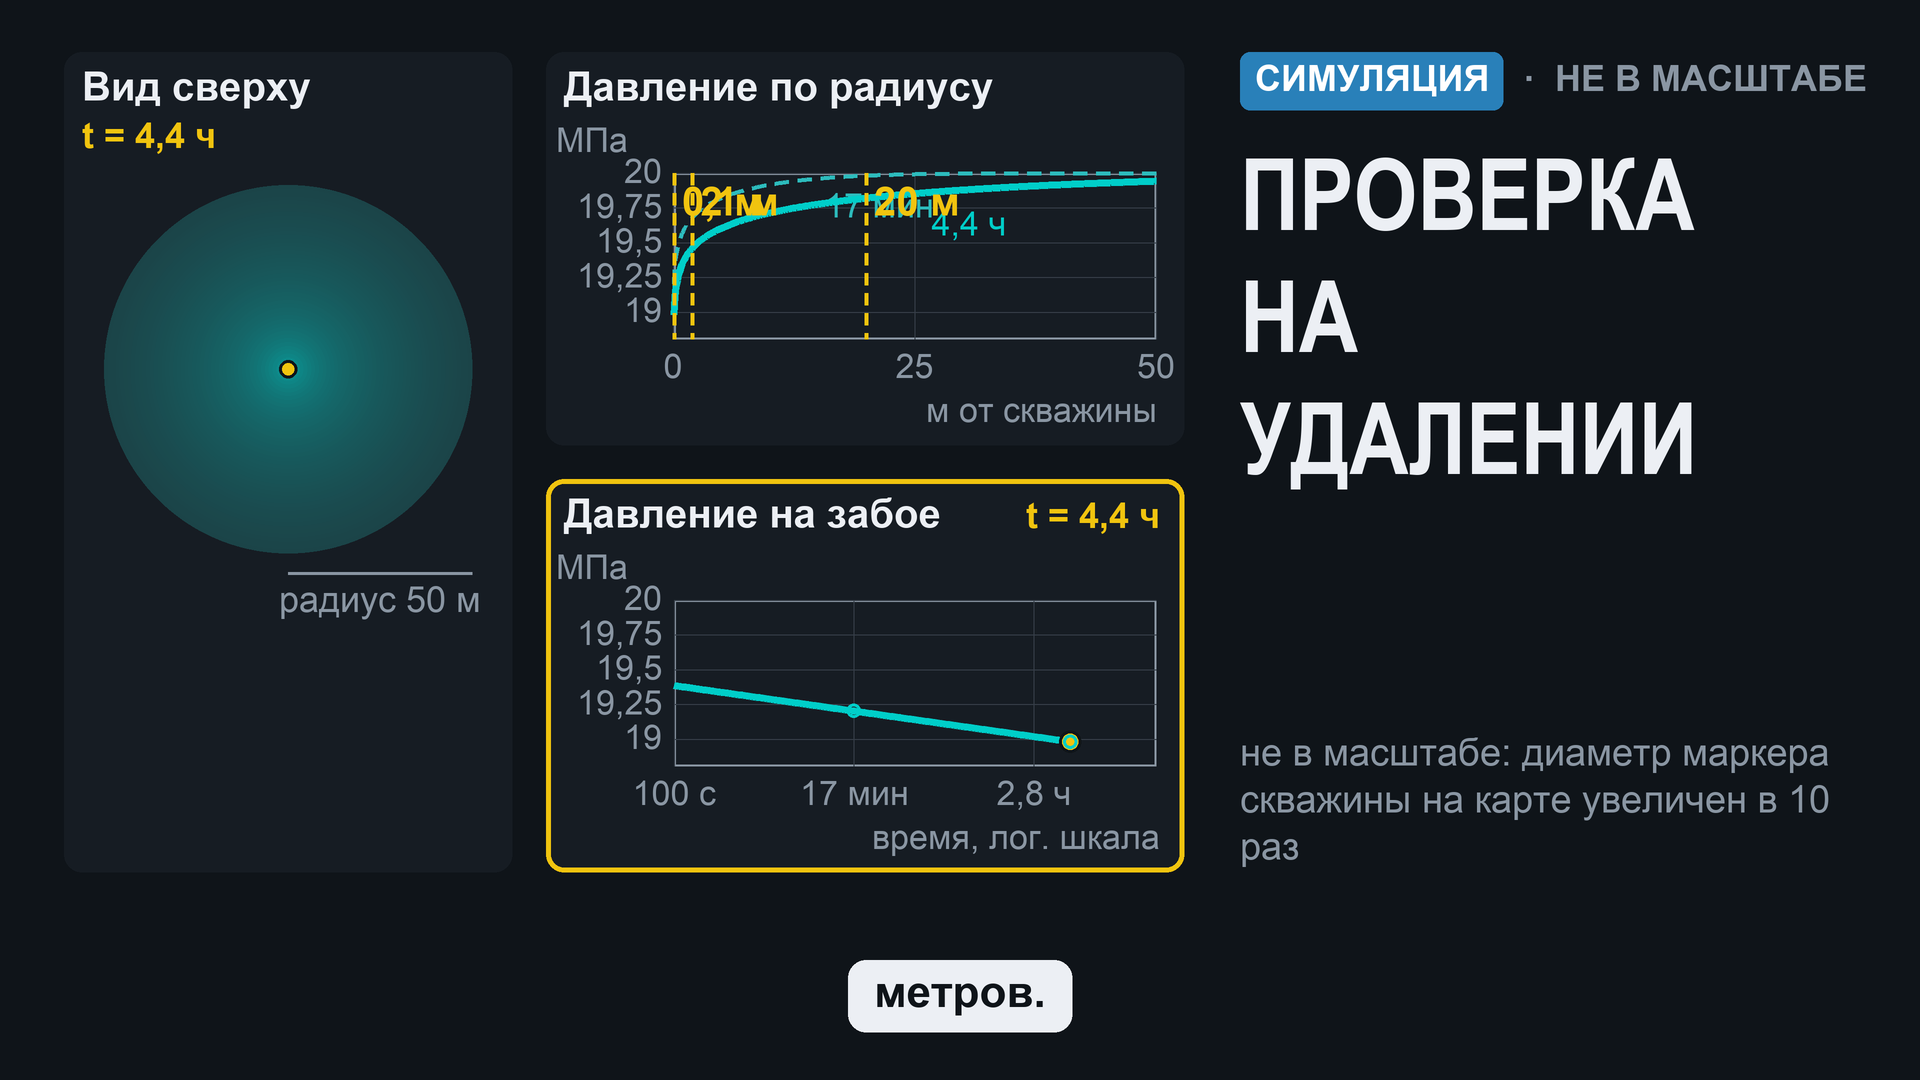 Вид сверху
t = 4,4 ч
радиус 50 м
Давление по радиусу
МПа
20
19,75
19,5
19,25
19
20 м
4,4 ч
0
25
50
м от скважины
Давление на забое
t = 4,4 ч
МПа
20
19,75
19,5
19,25
19
100 с
17 мин
2,8 ч
время, лог. шкала
СИМУЛЯЦИЯ · НЕ В МАСШТАБЕ
ПРОВЕРКА
НА
УДАЛЕНИИ
не в масштабе: диаметр маркера
скважины на карте увеличен в 10
раз
метров.